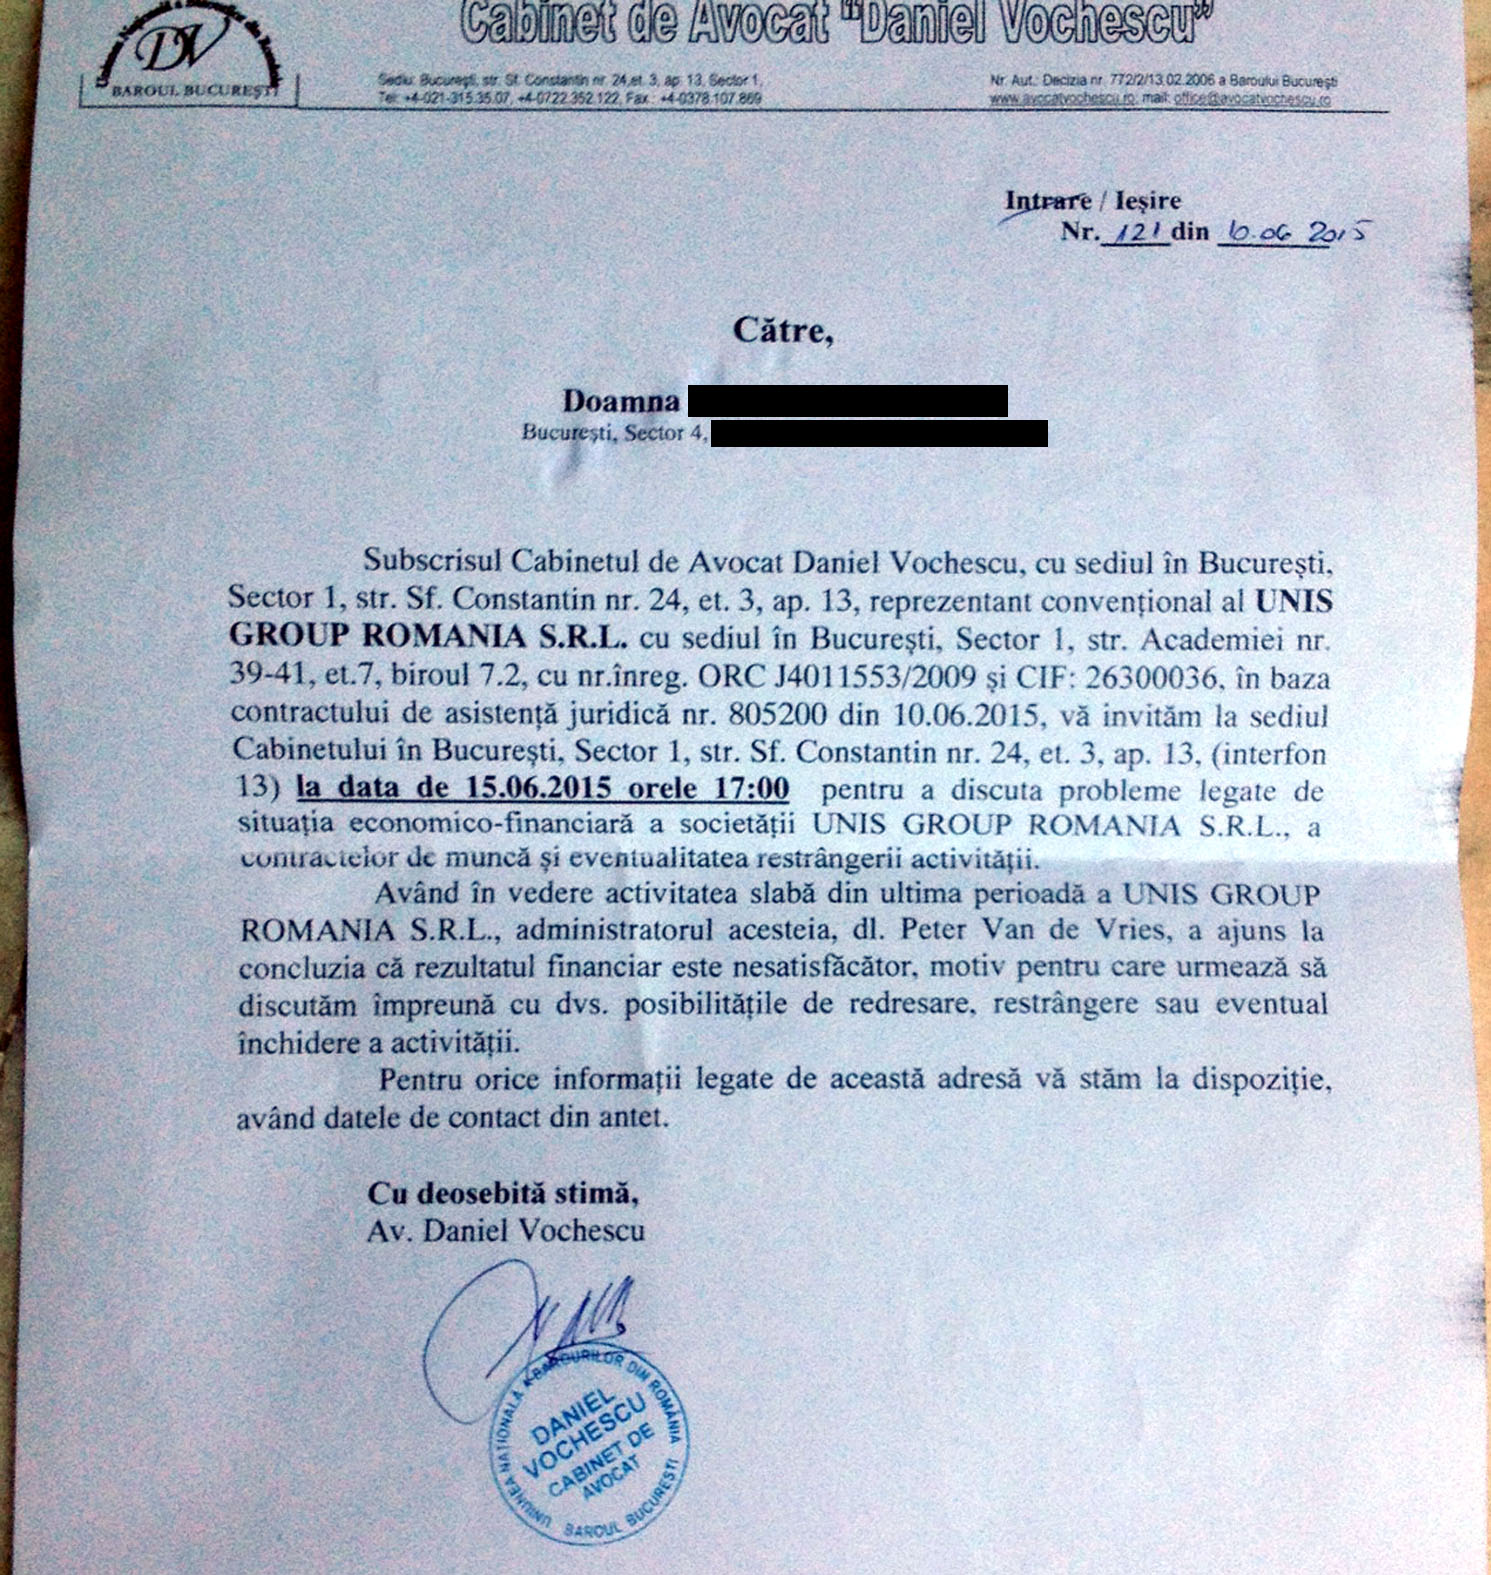 Cabinet de Avocat "Daniel Vochescu"
DV
BAROUL BUCUREȘTI
Sediu: București, str. Sf. Constantin nr. 24,et. 3, ap. 13, Sector 1,
Tel: +4-021-315.35.07, +4-0722.352.122, Fax : +4-0378.107.869
Nr. Aut.: Decizia nr. 772/2/13.02.2006 a Baroului București
www.avocatvochescu.ro; mail: office@avocatvochescu.ro
Intrare / Ieșire
Nr. 121 din 10.06 2015
Către,
Doamna
București, Sector 4,
Subscrisul Cabinetul de Avocat Daniel Vochescu, cu sediul în București,
Sector 1, str. Sf. Constantin nr. 24, et. 3, ap. 13, reprezentant convențional al UNIS
GROUP ROMANIA S.R.L. cu sediul în București, Sector 1, str. Academiei nr.
39-41, et.7, biroul 7.2, cu nr.înreg. ORC J4011553/2009 și CIF: 26300036, în baza
contractului de asistență juridică nr. 805200 din 10.06.2015, vă invităm la sediul
Cabinetului în București, Sector 1, str. Sf. Constantin nr. 24, et. 3, ap. 13, (interfon
13) la data de 15.06.2015 orele 17:00 pentru a discuta probleme legate de
situația economico-financiară a societății UNIS GROUP ROMANIA S.R.L., a
contractelor de muncă și eventualitatea restrângerii activității.
Având în vedere activitatea slabă din ultima perioadă a UNIS GROUP
ROMANIA S.R.L., administratorul acesteia, dl. Peter Van de Vries, a ajuns la
concluzia că rezultatul financiar este nesatisfăcător, motiv pentru care urmează să
discutăm împreună cu dvs. posibilitățile de redresare, restrângere sau eventual
închidere a activității.
Pentru orice informații legate de această adresă vă stăm la dispoziție,
având datele de contact din antet.
Cu deosebită stimă,
Av. Daniel Vochescu
UNIUNEA NAȚIONALĂ A BAROURILOR DIN ROMÂNIA
DANIEL
VOCHESCU
CABINET DE
AVOCAT
BAROUL BUCUREȘTI